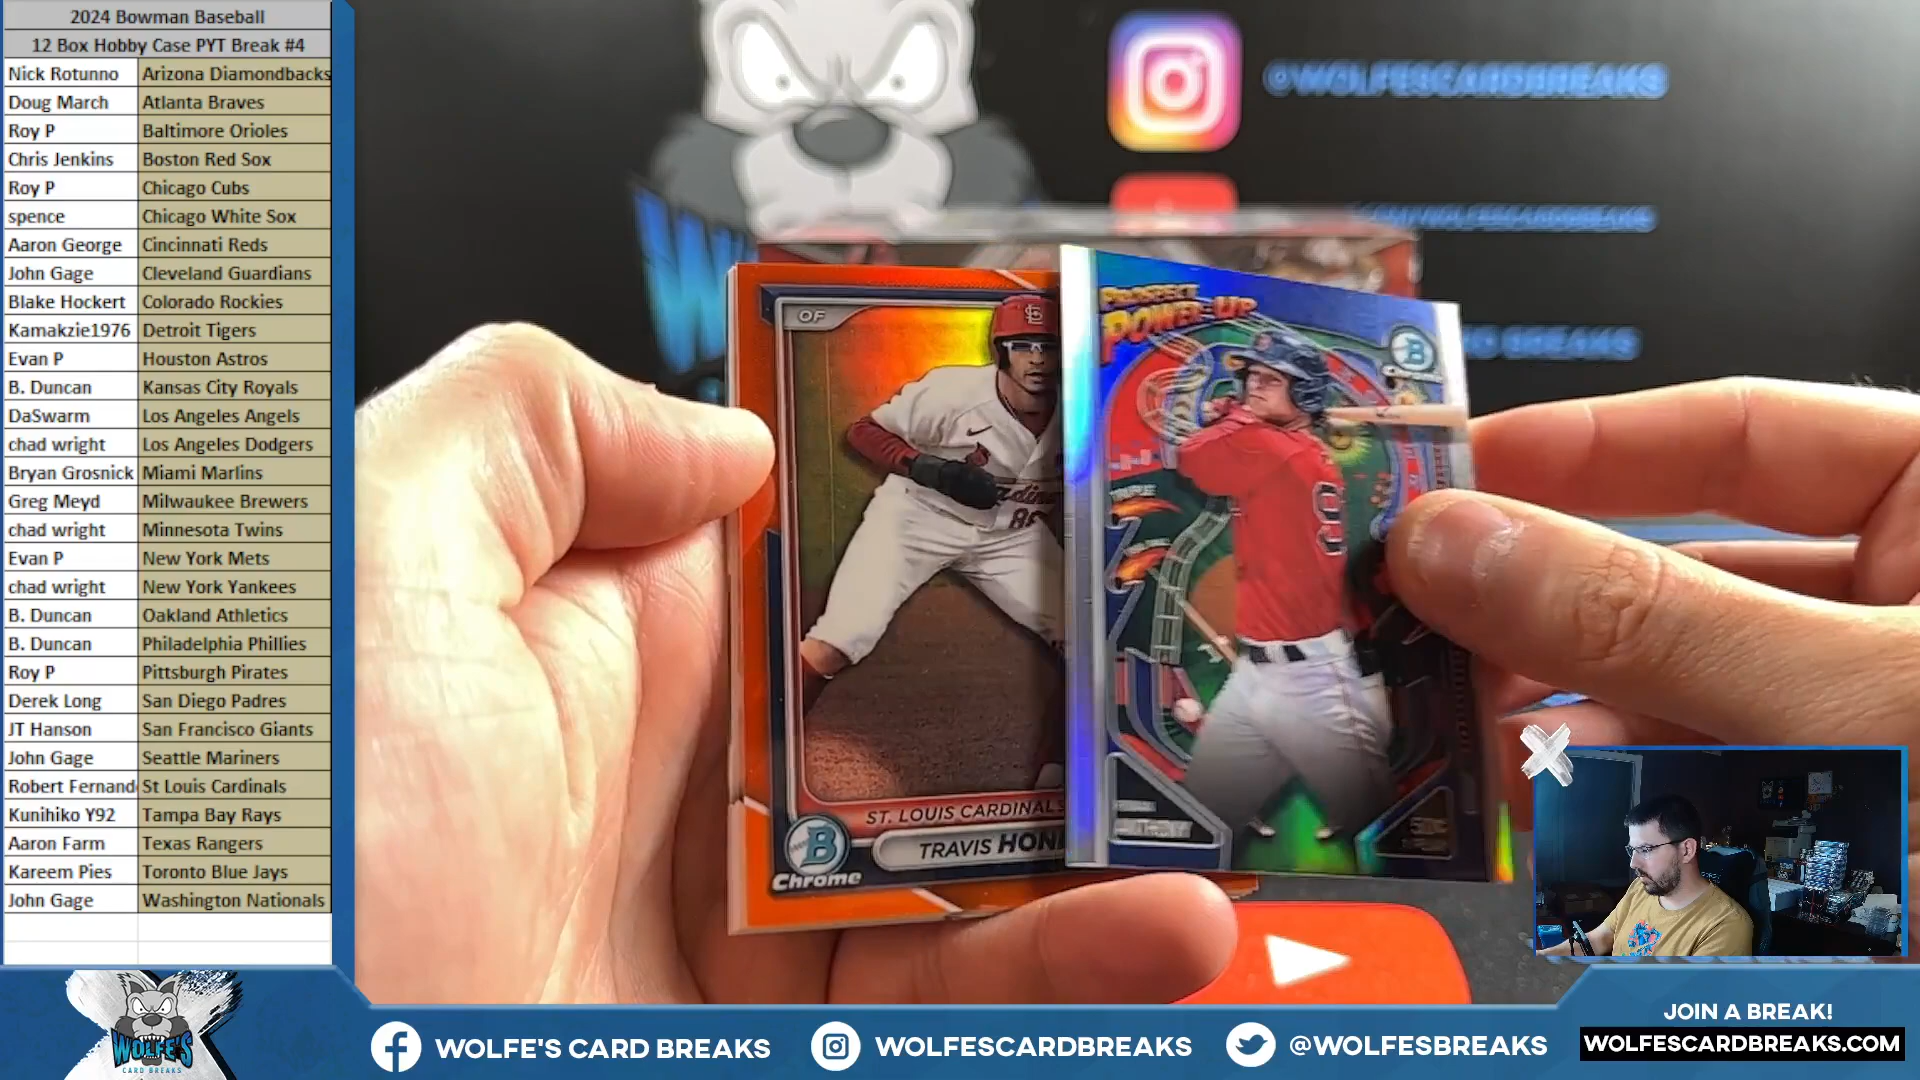 2024 Bowman Baseball
12 Box Hobby Case PYT Break #4
Nick Rotunno Arizona Diamondbacks
Doug March Atlanta Braves
Roy P Baltimore Orioles
Chris Jenkins Boston Red Sox
Roy P Chicago Cubs
spence Chicago White Sox
Aaron George Cincinnati Reds
John Gage Cleveland Guardians
Blake Hockert Colorado Rockies
Kamakzie1976 Detroit Tigers
Evan P Houston Astros
B. Duncan Kansas City Royals
DaSwarm Los Angeles Angels
chad wright Los Angeles Dodgers
Bryan Grosnick Miami Marlins
Greg Meyd Milwaukee Brewers
chad wright Minnesota Twins
Evan P New York Mets
chad wright New York Yankees
B. Duncan Oakland Athletics
B. Duncan Philadelphia Phillies
Roy P Pittsburgh Pirates
Derek Long San Diego Padres
JT Hanson San Francisco Giants
John Gage Seattle Mariners
Robert Fernand St Louis Cardinals
Kunihiko Y92 Tampa Bay Rays
Aaron Farm Texas Rangers
Kareem Pies Toronto Blue Jays
John Gage Washington Nationals
@WOLFESCARDBREAKS
OF
ST. LOUIS CARDINALS
TRAVIS HON
B
Chrome
PROSPECT
POWER-UP
B
9
WOLFE'S
CARD BREAKS
WOLFE'S CARD BREAKS
WOLFESCARDBREAKS
@WOLFESBREAKS
JOIN A BREAK!
WOLFESCARDBREAKS.COM